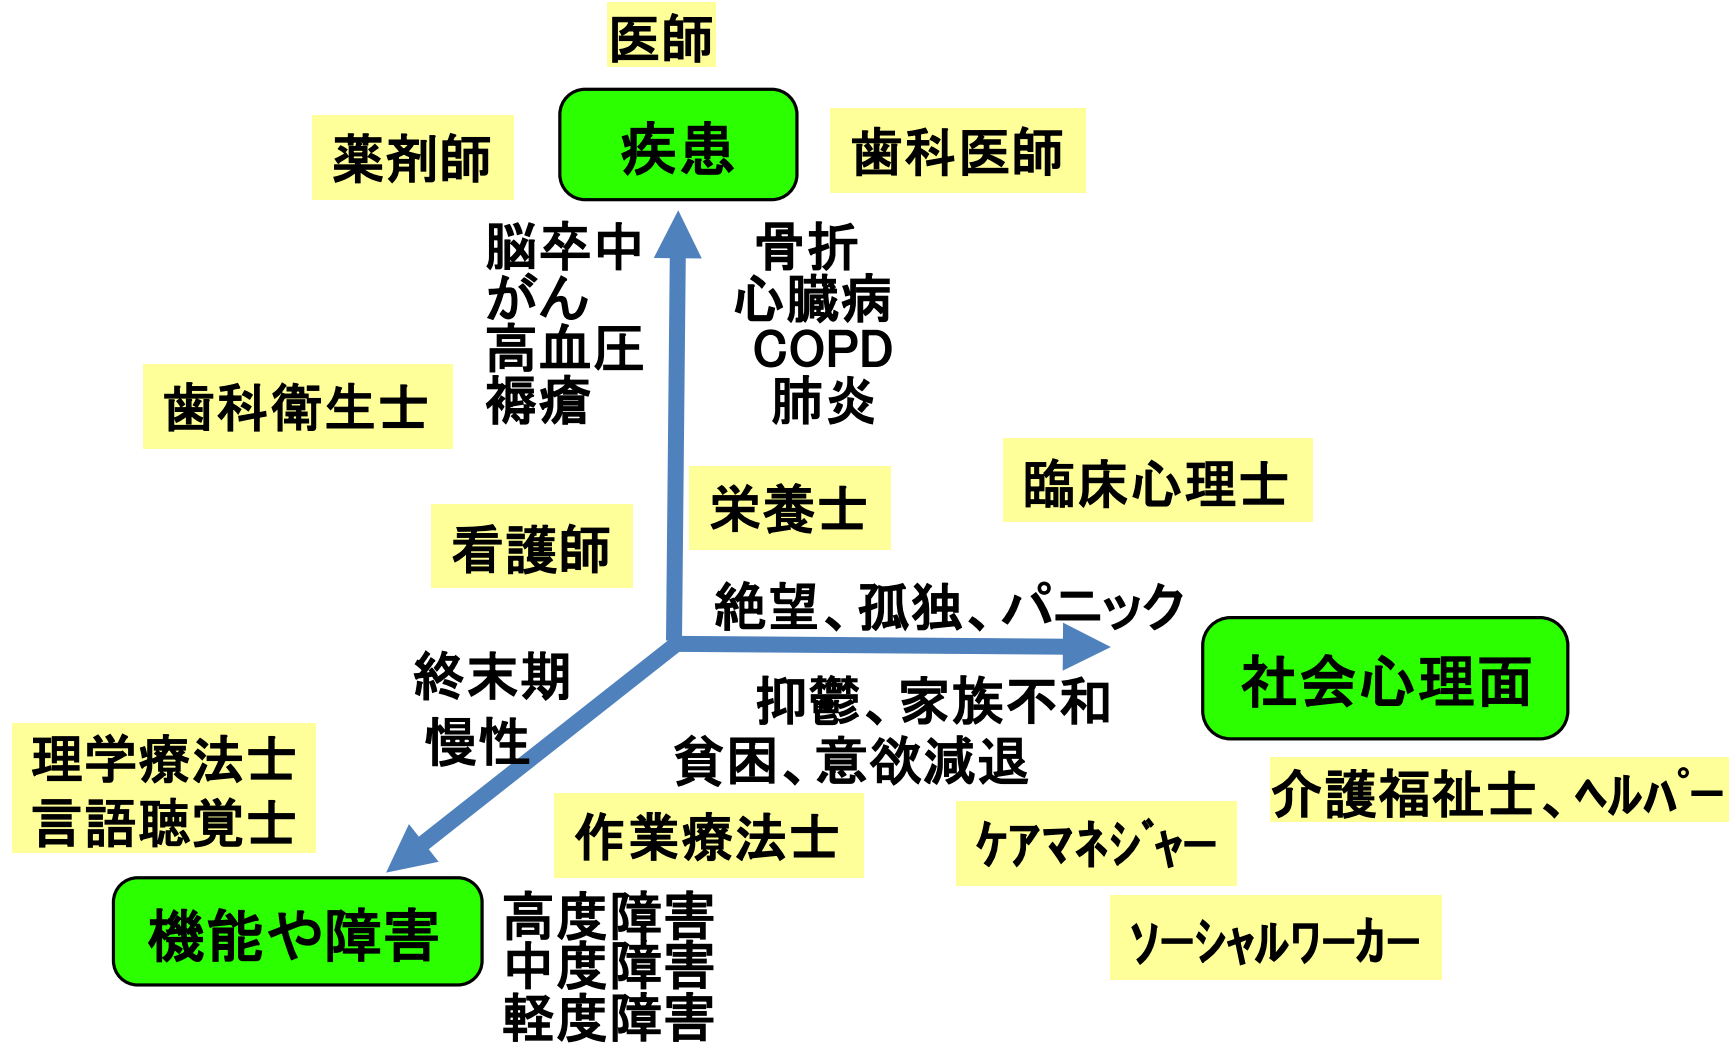 医師
疾患
薬剤師
歯科医師
脳卒中
がん
高血圧
褥瘡
骨折
心臓病
COPD
肺炎
歯科衛生士
臨床心理士
栄養士
看護師
絶望、孤独、パニック
終末期
慢性
社会心理面
抑鬱、家族不和
貧困、意欲減退
理学療法士
言語聴覚士
介護福祉士、ﾍﾙﾊﾟｰ
作業療法士
ｹｱﾏﾈｼﾞｬｰ
機能や障害
高度障害
中度障害
軽度障害
ｿｰｼｬﾙﾜｰｶｰ